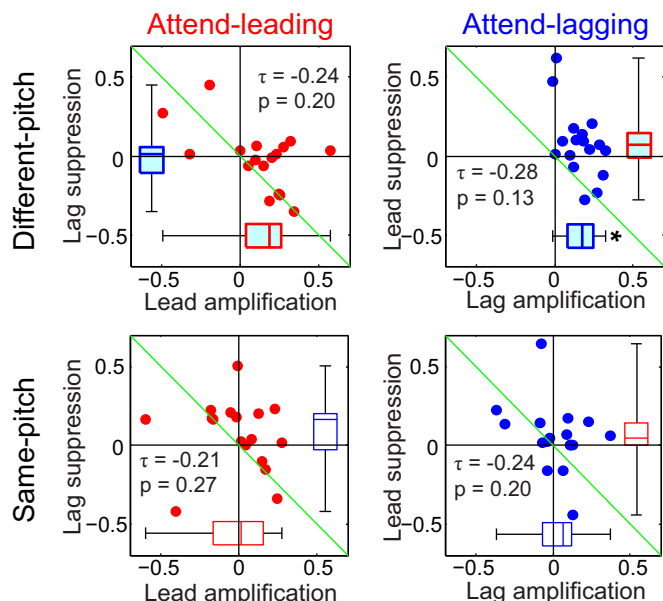 Attend-leading
Attend-lagging
Different-pitch
Lag suppression
0.5
0
−0.5
τ = -0.24
p = 0.20
−0.5
0
0.5
Lead amplification
Lead suppression
0.5
0
−0.5
τ = -0.28
p = 0.13
*
−0.5
0
0.5
Lag amplification
Same-pitch
Lag suppression
0.5
0
−0.5
τ = -0.21
p = 0.27
−0.5
0
0.5
Lead amplification
Lead suppression
0.5
0
−0.5
τ = -0.24
p = 0.20
−0.5
0
0.5
Lag amplification